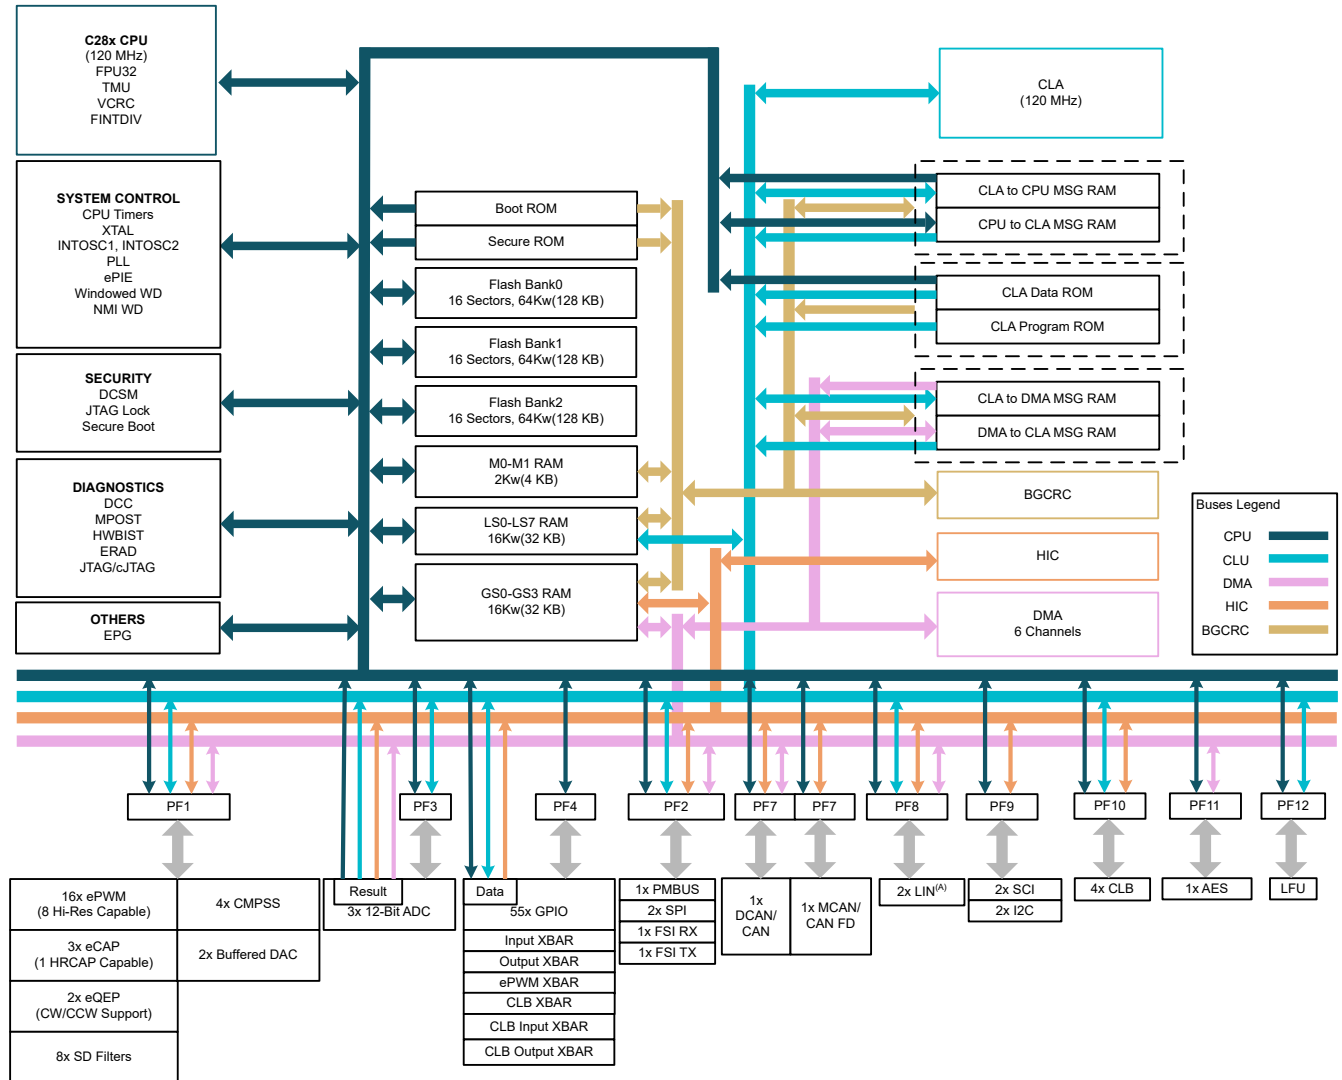 C28x CPU
(120 MHz)
FPU32
TMU
VCRC
FINTDIV
SYSTEM CONTROL
CPU Timers
XTAL
INTOSC1, INTOSC2
PLL
ePIE
Windowed WD
NMI WD
SECURITY
DCSM
JTAG Lock
Secure Boot
DIAGNOSTICS
DCC
MPOST
HWBIST
ERAD
JTAG/cJTAG
OTHERS
EPG
Boot ROM
Secure ROM
Flash Bank0
16 Sectors, 64Kw(128 KB)
Flash Bank1
16 Sectors, 64Kw(128 KB)
Flash Bank2
16 Sectors, 64Kw(128 KB)
M0-M1 RAM
2Kw(4 KB)
LS0-LS7 RAM
16Kw(32 KB)
GS0-GS3 RAM
16Kw(32 KB)
CLA
(120 MHz)
CLA to CPU MSG RAM
CPU to CLA MSG RAM
CLA Data ROM
CLA Program ROM
CLA to DMA MSG RAM
DMA to CLA MSG RAM
BGCRC
HIC
DMA
6 Channels
Buses Legend
CPU
CLU
DMA
HIC
BGCRC
PF1
PF3
PF4
PF2
PF7
PF7
PF8
PF9
PF10
PF11
PF12
16x ePWM
(8 Hi-Res Capable)
3x eCAP
(1 HRCAP Capable)
2x eQEP
(CW/CCW Support)
8x SD Filters
4x CMPSS
2x Buffered DAC
Result
3x 12-Bit ADC
Data
55x GPIO
Input XBAR
Output XBAR
ePWM XBAR
CLB XBAR
CLB Input XBAR
CLB Output XBAR
1x PMBUS
2x SPI
1x FSI RX
1x FSI TX
1x
DCAN/
CAN
1x MCAN/
CAN FD
2x LIN(A)
2x SCI
2x I2C
4x CLB
1x AES
LFU